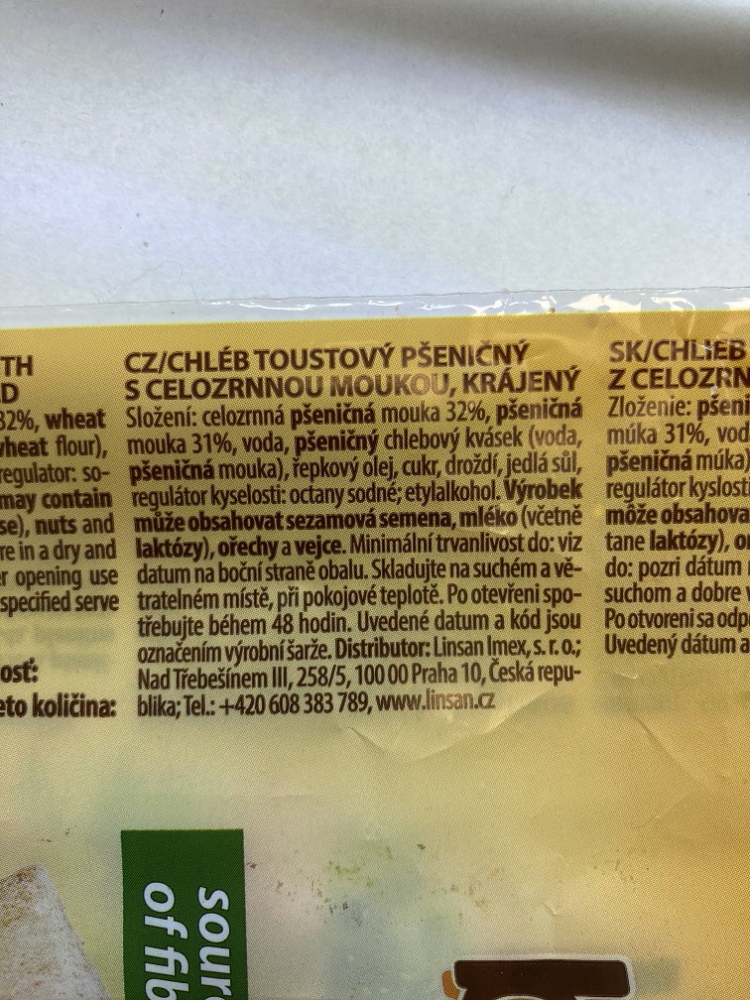 TH
CZ/CHLÉB TOUSTOVÝ PŠENIČNÝ
S CELOZRNNOU MOUKOU, KRÁJENÝ
Složení: celozrnná pšeničná mouka 32%, pšeničná
mouka 31%, voda, pšeničný chlebový kvásek (voda,
pšeničná mouka), řepkový olej, cukr, droždí, jedlá sůl,
regulátor kyselosti: octany sodné; etylalkohol. Výrobek
může obsahovat sezamová semena, mléko (včetně
laktózy), ořechy a vejce. Minimální trvanlivost do: viz
datum na boční straně obalu. Skladujte na suchém a vě-
tratelném místě, při pokojové teplotě. Po otevření spo-
třebujte během 48 hodin. Uvedené datum a kód jsou
označením výrobní šarže. Distributor: Linsan Imex, s. r. o.;
Nad Třebešínem III, 258/5, 100 00 Praha 10, Česká repu-
blika; Tel.: +420 608 383 789, www.linsan.cz
32%, wheat
wheat flour),
regulator: so-
may contain
se), nuts and
re in a dry and
r opening use
specified serve
osť:
eto količina:
SK/CHLIEB
Z CELOZRN
Zloženie: pšeni
múka 31%, vod
pšeničná múka)
regulátor kyslosti
môže obsahova
tane laktózy), or
do: pozri dátum
suchom a dobre v
Po otvorení sa odp
Uvedený dátum a
sour
of fib